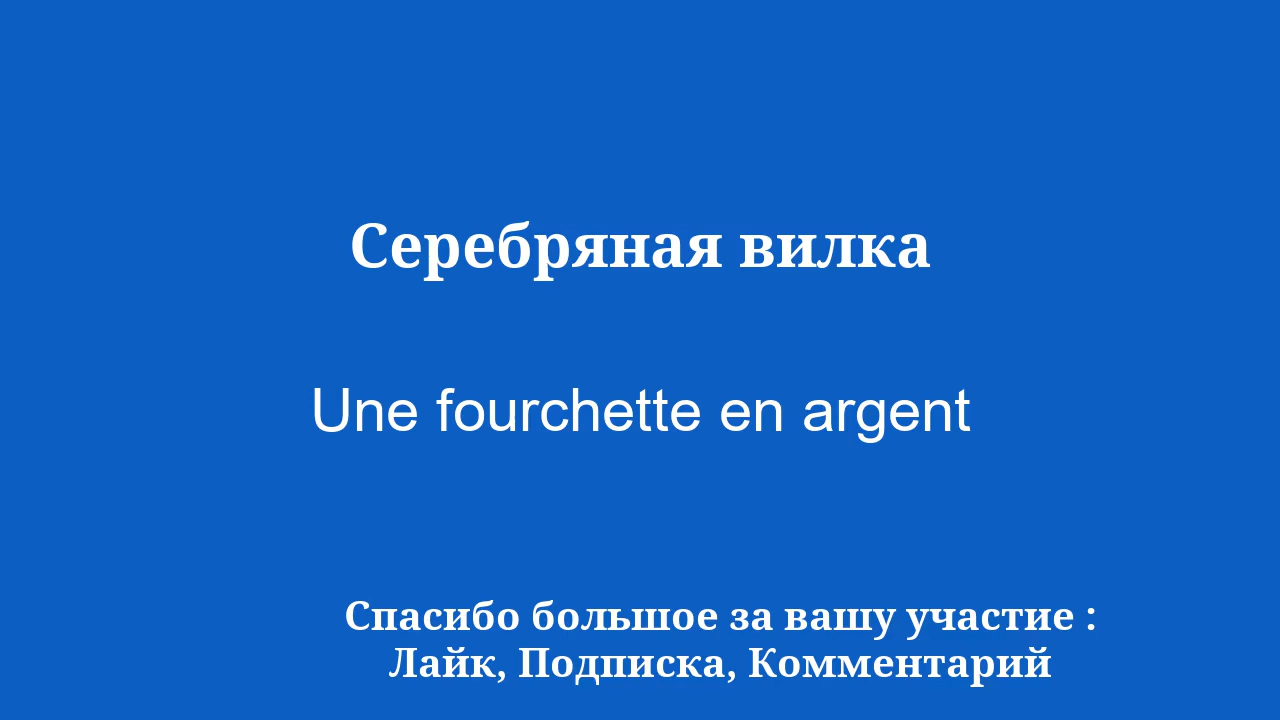 Серебряная вилка
Une fourchette en argent
Спасибо большое за вашу участие :
Лайк, Подписка, Комментарий